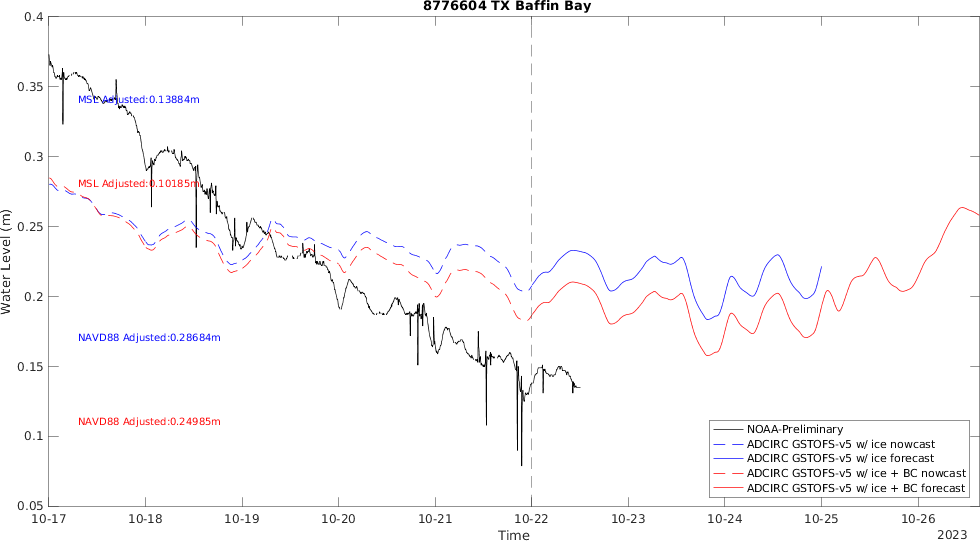 8776604 TX Baffin Bay
0.4
0.35
0.3
0.25
0.2
0.15
0.1
0.05
Water Level (m)
MSL Adjusted:0.13884m
MSL Adjusted:0.10185m
NAVD88 Adjusted:0.28684m
NAVD88 Adjusted:0.24985m
NOAA-Preliminary
ADCIRC GSTOFS-v5 w/ ice nowcast
ADCIRC GSTOFS-v5 w/ ice forecast
ADCIRC GSTOFS-v5 w/ ice + BC nowcast
ADCIRC GSTOFS-v5 w/ ice + BC forecast
10-17 10-18 10-19 10-20 10-21 10-22 10-23 10-24 10-25 10-26
Time
2023